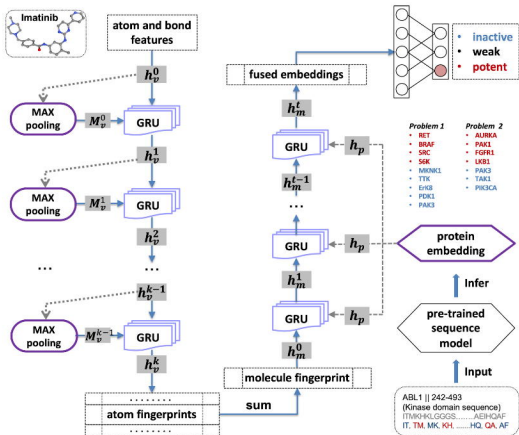 Imatinib
atom and bond
features
h_v^0
MAX
pooling
M_v^0
GRU
h_v^1
MAX
pooling
M_v^1
GRU
h_v^2
...
...
h_v^{k-1}
MAX
pooling
M_v^{k-1}
GRU
h_v^k
........
atom fingerprints
........
sum
molecule fingerprint
h_m^0
GRU
h_p
h_m^1
GRU
h_p
...
h_m^{t-1}
GRU
h_p
h_m^t
fused embeddings
inactive
weak
potent
Problem 1
RET
BRAF
SRC
S6K
MKNK1
TTK
ErK8
PDK1
PAK3
Problem 2
AURKA
PAK1
FGFR1
LKB1
PAK3
TAK1
PIK3CA
protein
embedding
Infer
pre-trained
sequence
model
Input
ABL1 || 242-493
(Kinase domain sequence)
ITMKHKLGGGS........AEIHQAF
IT, TM, MK, KH, ......HQ, QA, AF